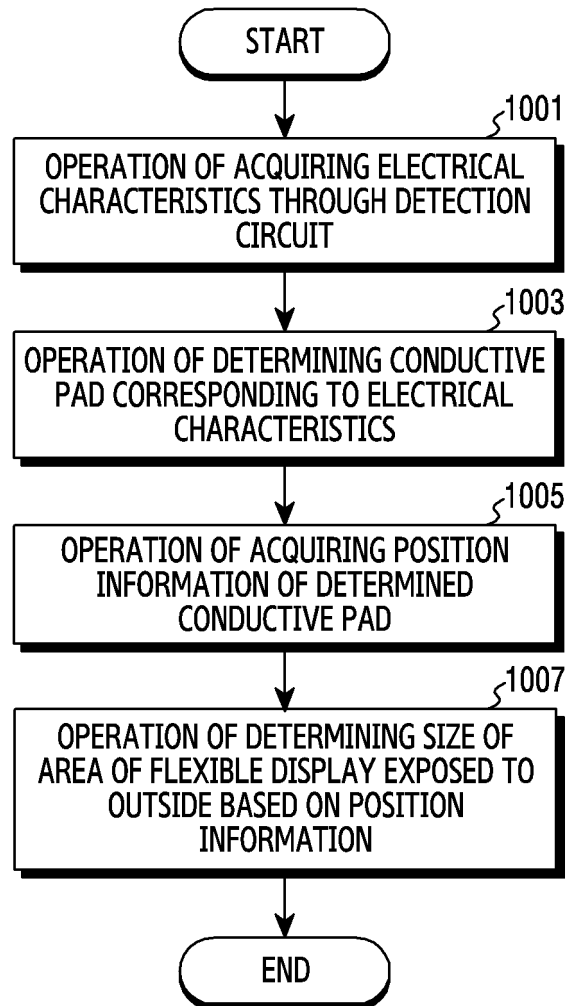 START
1001
OPERATION OF ACQUIRING ELECTRICAL
CHARACTERISTICS THROUGH DETECTION
CIRCUIT
1003
OPERATION OF DETERMINING CONDUCTIVE
PAD CORRESPONDING TO ELECTRICAL
CHARACTERISTICS
1005
OPERATION OF ACQUIRING POSITION
INFORMATION OF DETERMINED
CONDUCTIVE PAD
1007
OPERATION OF DETERMINING SIZE OF
AREA OF FLEXIBLE DISPLAY EXPOSED TO
OUTSIDE BASED ON POSITION
INFORMATION
END